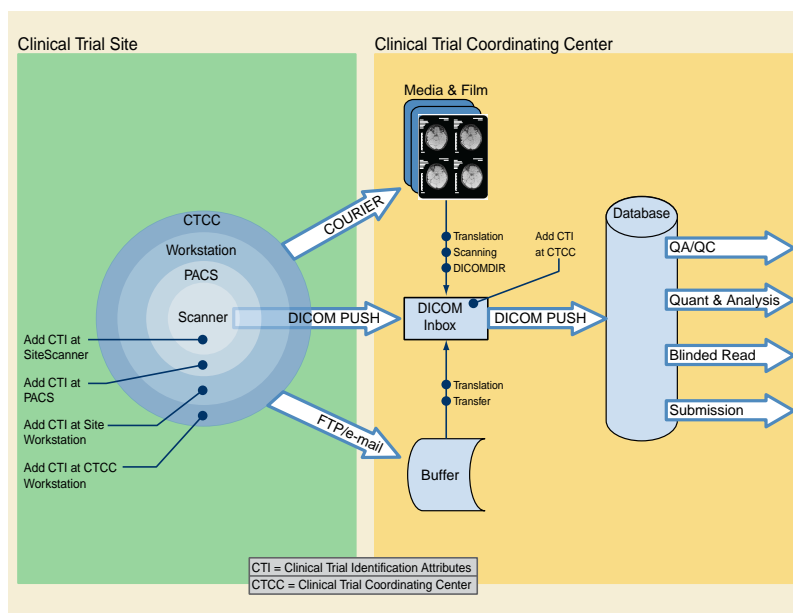 Clinical Trial Site
Clinical Trial Coordinating Center
Media & Film
CTCC
Workstation
PACS
Scanner
COURIER
DICOM PUSH
FTP/e-mail
Add CTI at
SiteScanner
Add CTI at
PACS
Add CTI at Site
Workstation
Add CTI at CTCC
Workstation
Translation
Scanning
DICOMDIR
Add CTI
at CTCC
DICOM
Inbox
DICOM PUSH
Translation
Transfer
Buffer
Database
QA/QC
Quant & Analysis
Blinded Read
Submission
CTI = Clinical Trial Identification Attributes
CTCC = Clinical Trial Coordinating Center